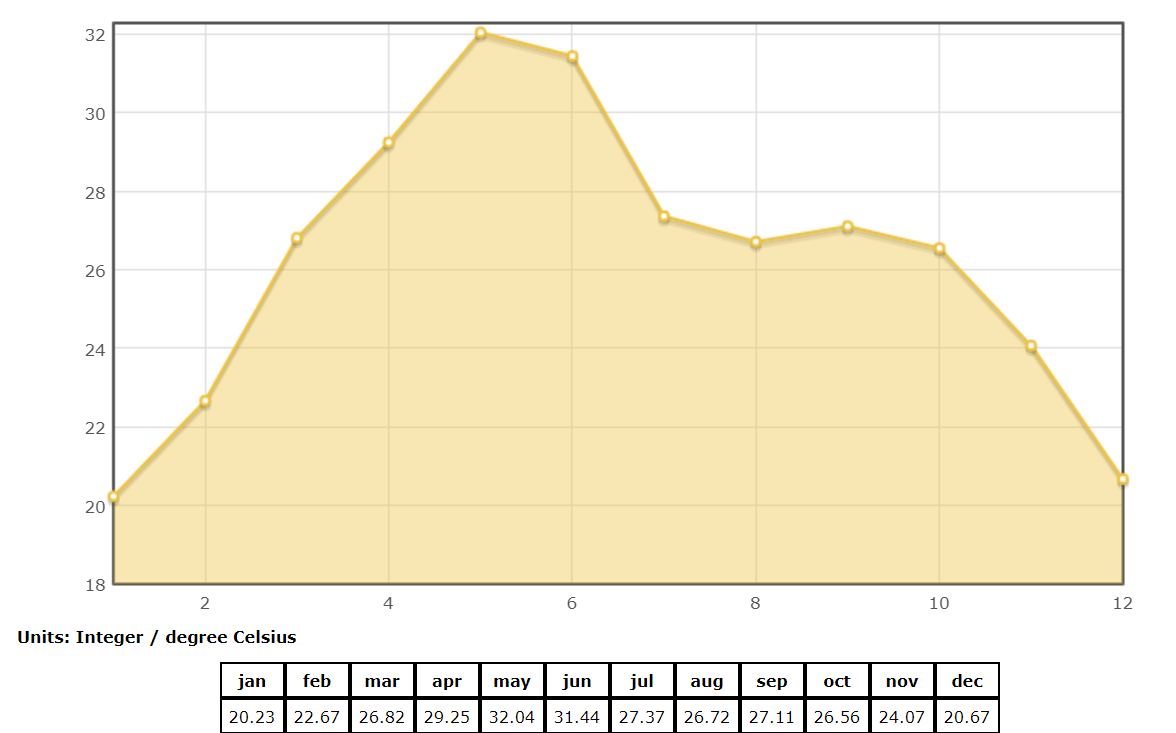 32
30
28
26
24
22
20
18
2 4 6 8 10 12
Units: Integer / degree Celsius
jan feb mar apr may jun jul aug sep oct nov dec
20.23 22.67 26.82 29.25 32.04 31.44 27.37 26.72 27.11 26.56 24.07 20.67